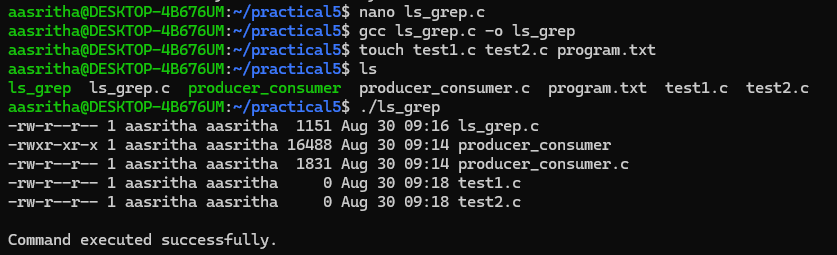 aasritha@DESKTOP-4B676UM:~/practical5$ nano ls_grep.c
aasritha@DESKTOP-4B676UM:~/practical5$ gcc ls_grep.c -o ls_grep
aasritha@DESKTOP-4B676UM:~/practical5$ touch test1.c test2.c program.txt
aasritha@DESKTOP-4B676UM:~/practical5$ ls
ls_grep  ls_grep.c  producer_consumer  producer_consumer.c  program.txt  test1.c  test2.c
aasritha@DESKTOP-4B676UM:~/practical5$ ./ls_grep
-rw-r--r-- 1 aasritha aasritha  1151 Aug 30 09:16 ls_grep.c
-rwxr-xr-x 1 aasritha aasritha 16488 Aug 30 09:14 producer_consumer
-rw-r--r-- 1 aasritha aasritha  1831 Aug 30 09:14 producer_consumer.c
-rw-r--r-- 1 aasritha aasritha     0 Aug 30 09:18 test1.c
-rw-r--r-- 1 aasritha aasritha     0 Aug 30 09:18 test2.c
Command executed successfully.